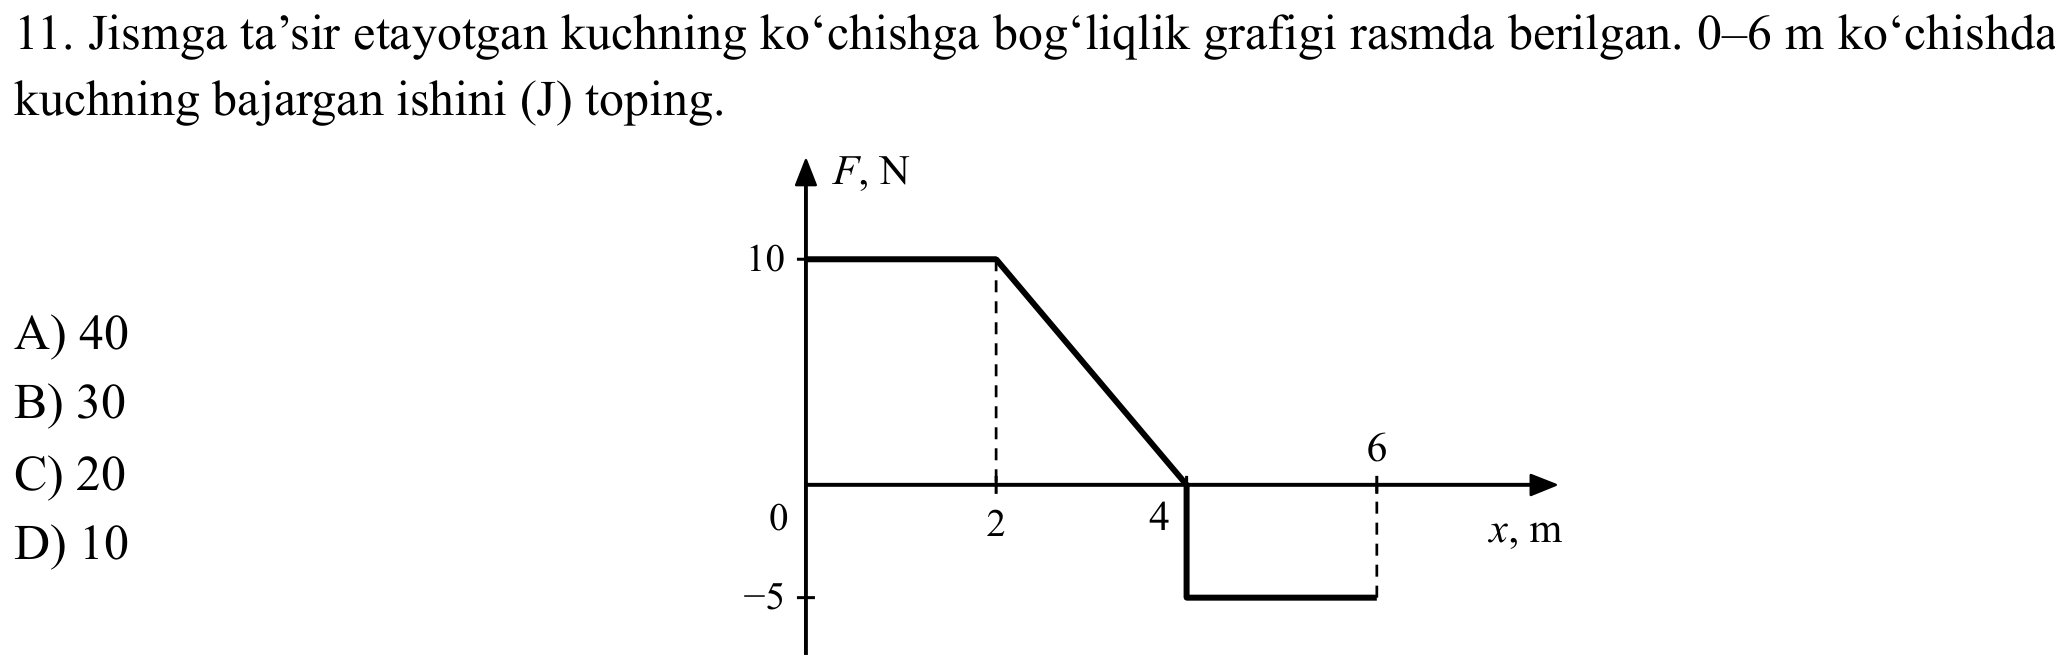 11. Jismga ta’sir etayotgan kuchning ko‘chishga bog‘liqlik grafigi rasmda berilgan. 0–6 m ko‘chishda
kuchning bajargan ishini (J) toping.
F, N
10
A) 40
B) 30
C) 20
D) 10
6
0
2
4
x, m
−5